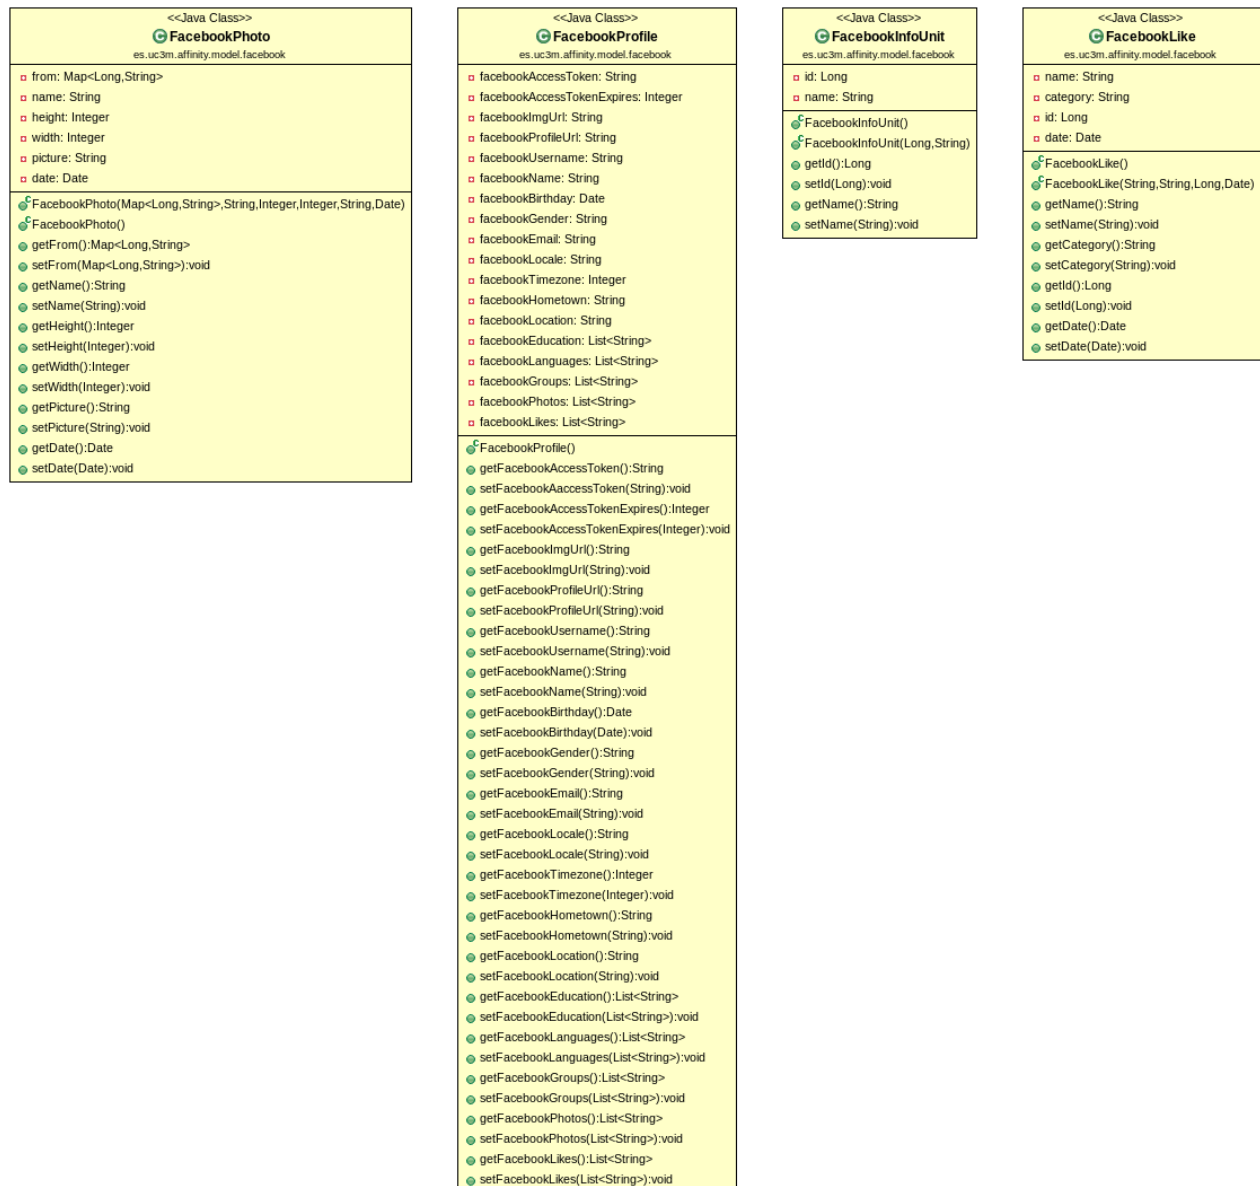 <<Java Class>>
FacebookPhoto
es.uc3m.affinity.model.facebook
from: Map<Long,String>
name: String
height: Integer
width: Integer
picture: String
date: Date
FacebookPhoto(Map<Long,String>,String,Integer,Integer,String,Date)
FacebookPhoto()
getFrom():Map<Long,String>
setFrom(Map<Long,String>):void
getName():String
setName(String):void
getHeight():Integer
setHeight(Integer):void
getWidth():Integer
setWidth(Integer):void
getPicture():String
setPicture(String):void
getDate():Date
setDate(Date):void
<<Java Class>>
FacebookProfile
es.uc3m.affinity.model.facebook
facebookAccessToken: String
facebookAccessTokenExpires: Integer
facebookImgUrl: String
facebookProfileUrl: String
facebookUsername: String
facebookName: String
facebookBirthday: Date
facebookGender: String
facebookEmail: String
facebookLocale: String
facebookTimezone: Integer
facebookHometown: String
facebookLocation: String
facebookEducation: List<String>
facebookLanguages: List<String>
facebookGroups: List<String>
facebookPhotos: List<String>
facebookLikes: List<String>
FacebookProfile()
getFacebookAccessToken():String
setFacebookAaccessToken(String):void
getFacebookAccessTokenExpires():Integer
setFacebookAccessTokenExpires(Integer):void
getFacebookImgUrl():String
setFacebookImgUrl(String):void
getFacebookProfileUrl():String
setFacebookProfileUrl(String):void
getFacebookUsername():String
setFacebookUsername(String):void
getFacebookName():String
setFacebookName(String):void
getFacebookBirthday():Date
setFacebookBirthday(Date):void
getFacebookGender():String
setFacebookGender(String):void
getFacebookEmail():String
setFacebookEmail(String):void
getFacebookLocale():String
setFacebookLocale(String):void
getFacebookTimezone():Integer
setFacebookTimezone(Integer):void
getFacebookHometown():String
setFacebookHometown(String):void
getFacebookLocation():String
setFacebookLocation(String):void
getFacebookEducation():List<String>
setFacebookEducation(List<String>):void
getFacebookLanguages():List<String>
setFacebookLanguages(List<String>):void
getFacebookGroups():List<String>
setFacebookGroups(List<String>):void
getFacebookPhotos():List<String>
setFacebookPhotos(List<String>):void
getFacebookLikes():List<String>
setFacebookLikes(List<String>):void
<<Java Class>>
FacebookInfoUnit
es.uc3m.affinity.model.facebook
id: Long
name: String
FacebookInfoUnit()
FacebookInfoUnit(Long,String)
getId():Long
setId(Long):void
getName():String
setName(String):void
<<Java Class>>
FacebookLike
es.uc3m.affinity.model.facebook
name: String
category: String
id: Long
date: Date
FacebookLike()
FacebookLike(String,String,Long,Date)
getName():String
setName(String):void
getCategory():String
setCategory(String):void
getId():Long
setId(Long):void
getDate():Date
setDate(Date):void